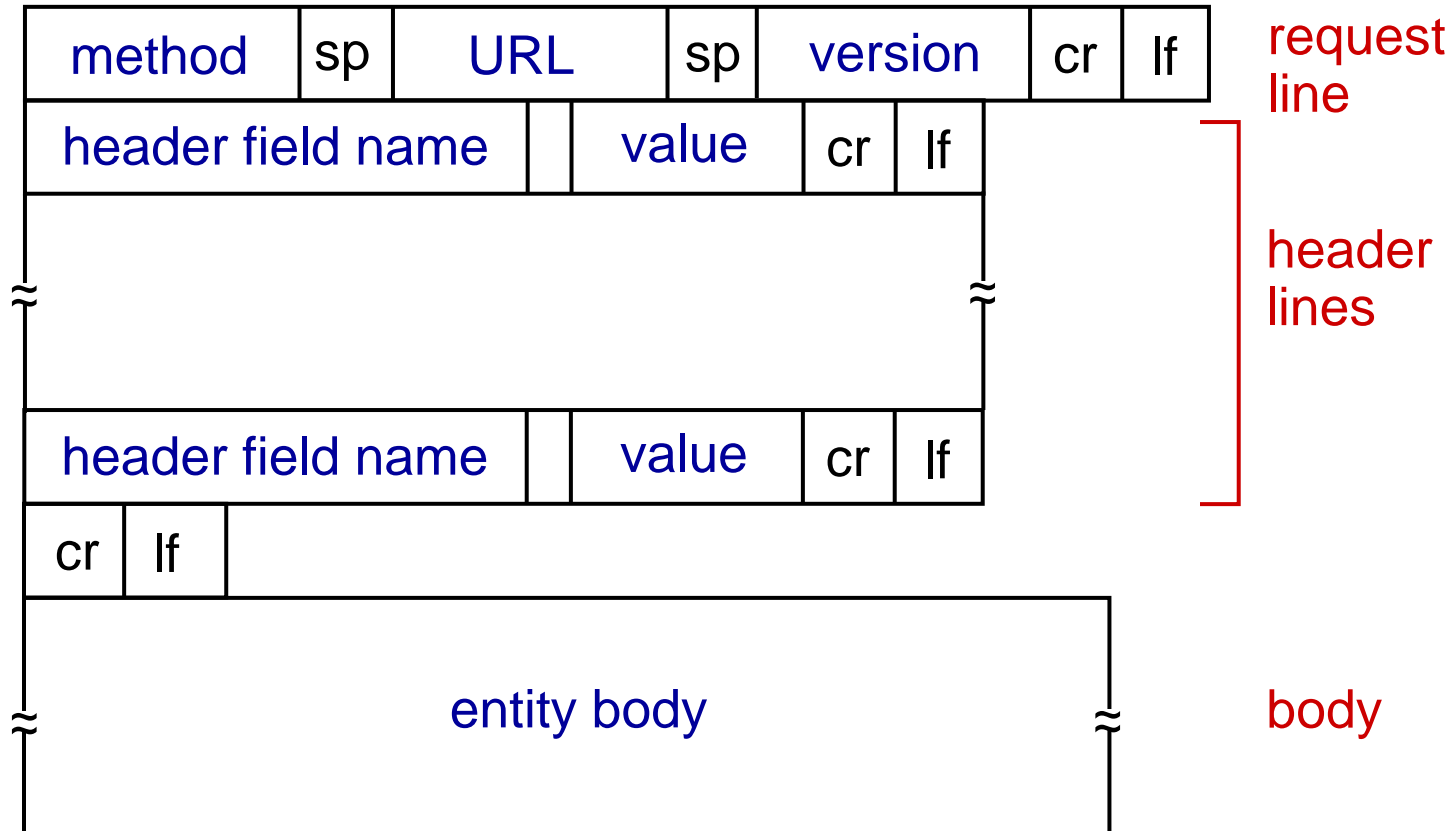 method sp URL sp version cr lf
request
line
header field name value cr lf
header
lines
≈ ≈
header field name value cr lf
cr lf
entity body
≈ ≈
body